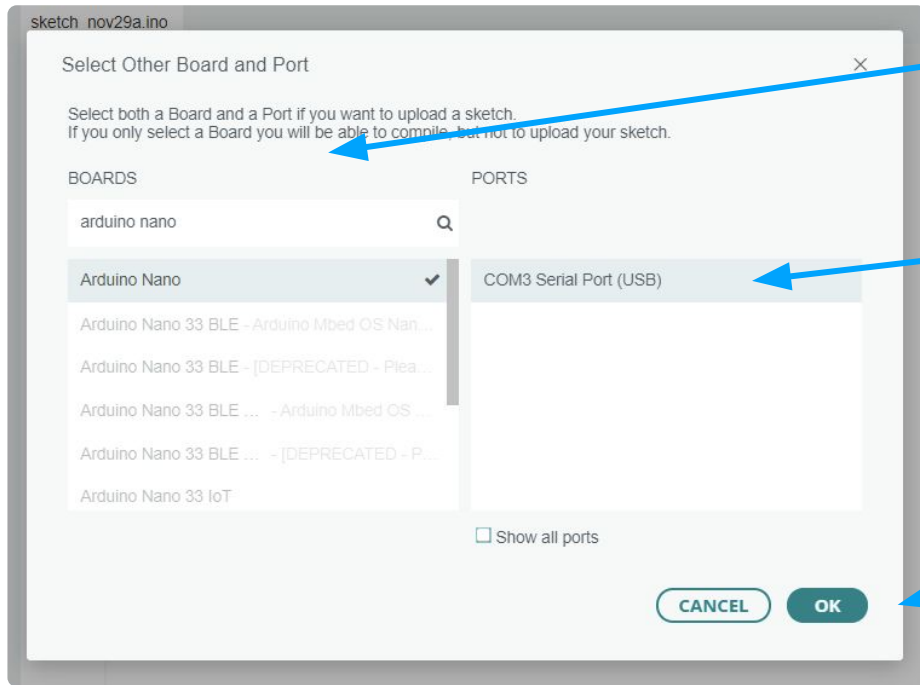 sketch_nov29a.ino
Select Other Board and Port
Select both a Board and a Port if you want to upload a sketch.
If you only select a Board you will be able to compile, but not to upload your sketch.
BOARDS
PORTS
arduino nano
Arduino Nano
COM3 Serial Port (USB)
Arduino Nano 33 BLE - Arduino Mbed OS Nan...
Arduino Nano 33 BLE - [DEPRECATED - Plea...
Arduino Nano 33 BLE ... - Arduino Mbed OS ...
Arduino Nano 33 BLE ... - [DEPRECATED - P...
Arduino Nano 33 IoT
Show all ports
CANCEL
OK